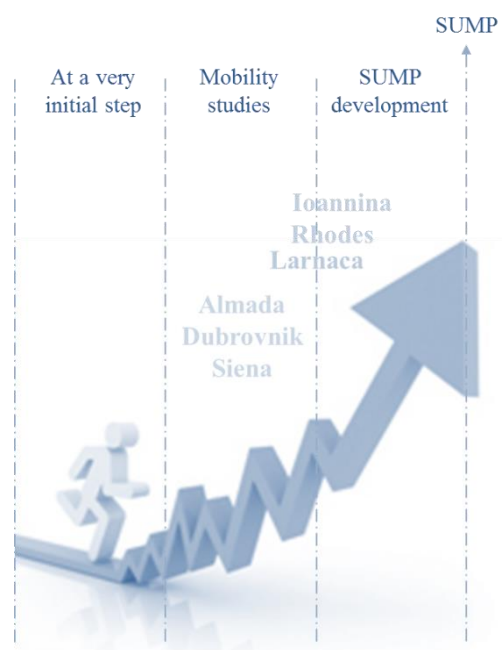 SUMP
At a very
initial step
Mobility
studies
SUMP
development
Ioannina
Rhodes
Larnaca
Almada
Dubrovnik
Siena